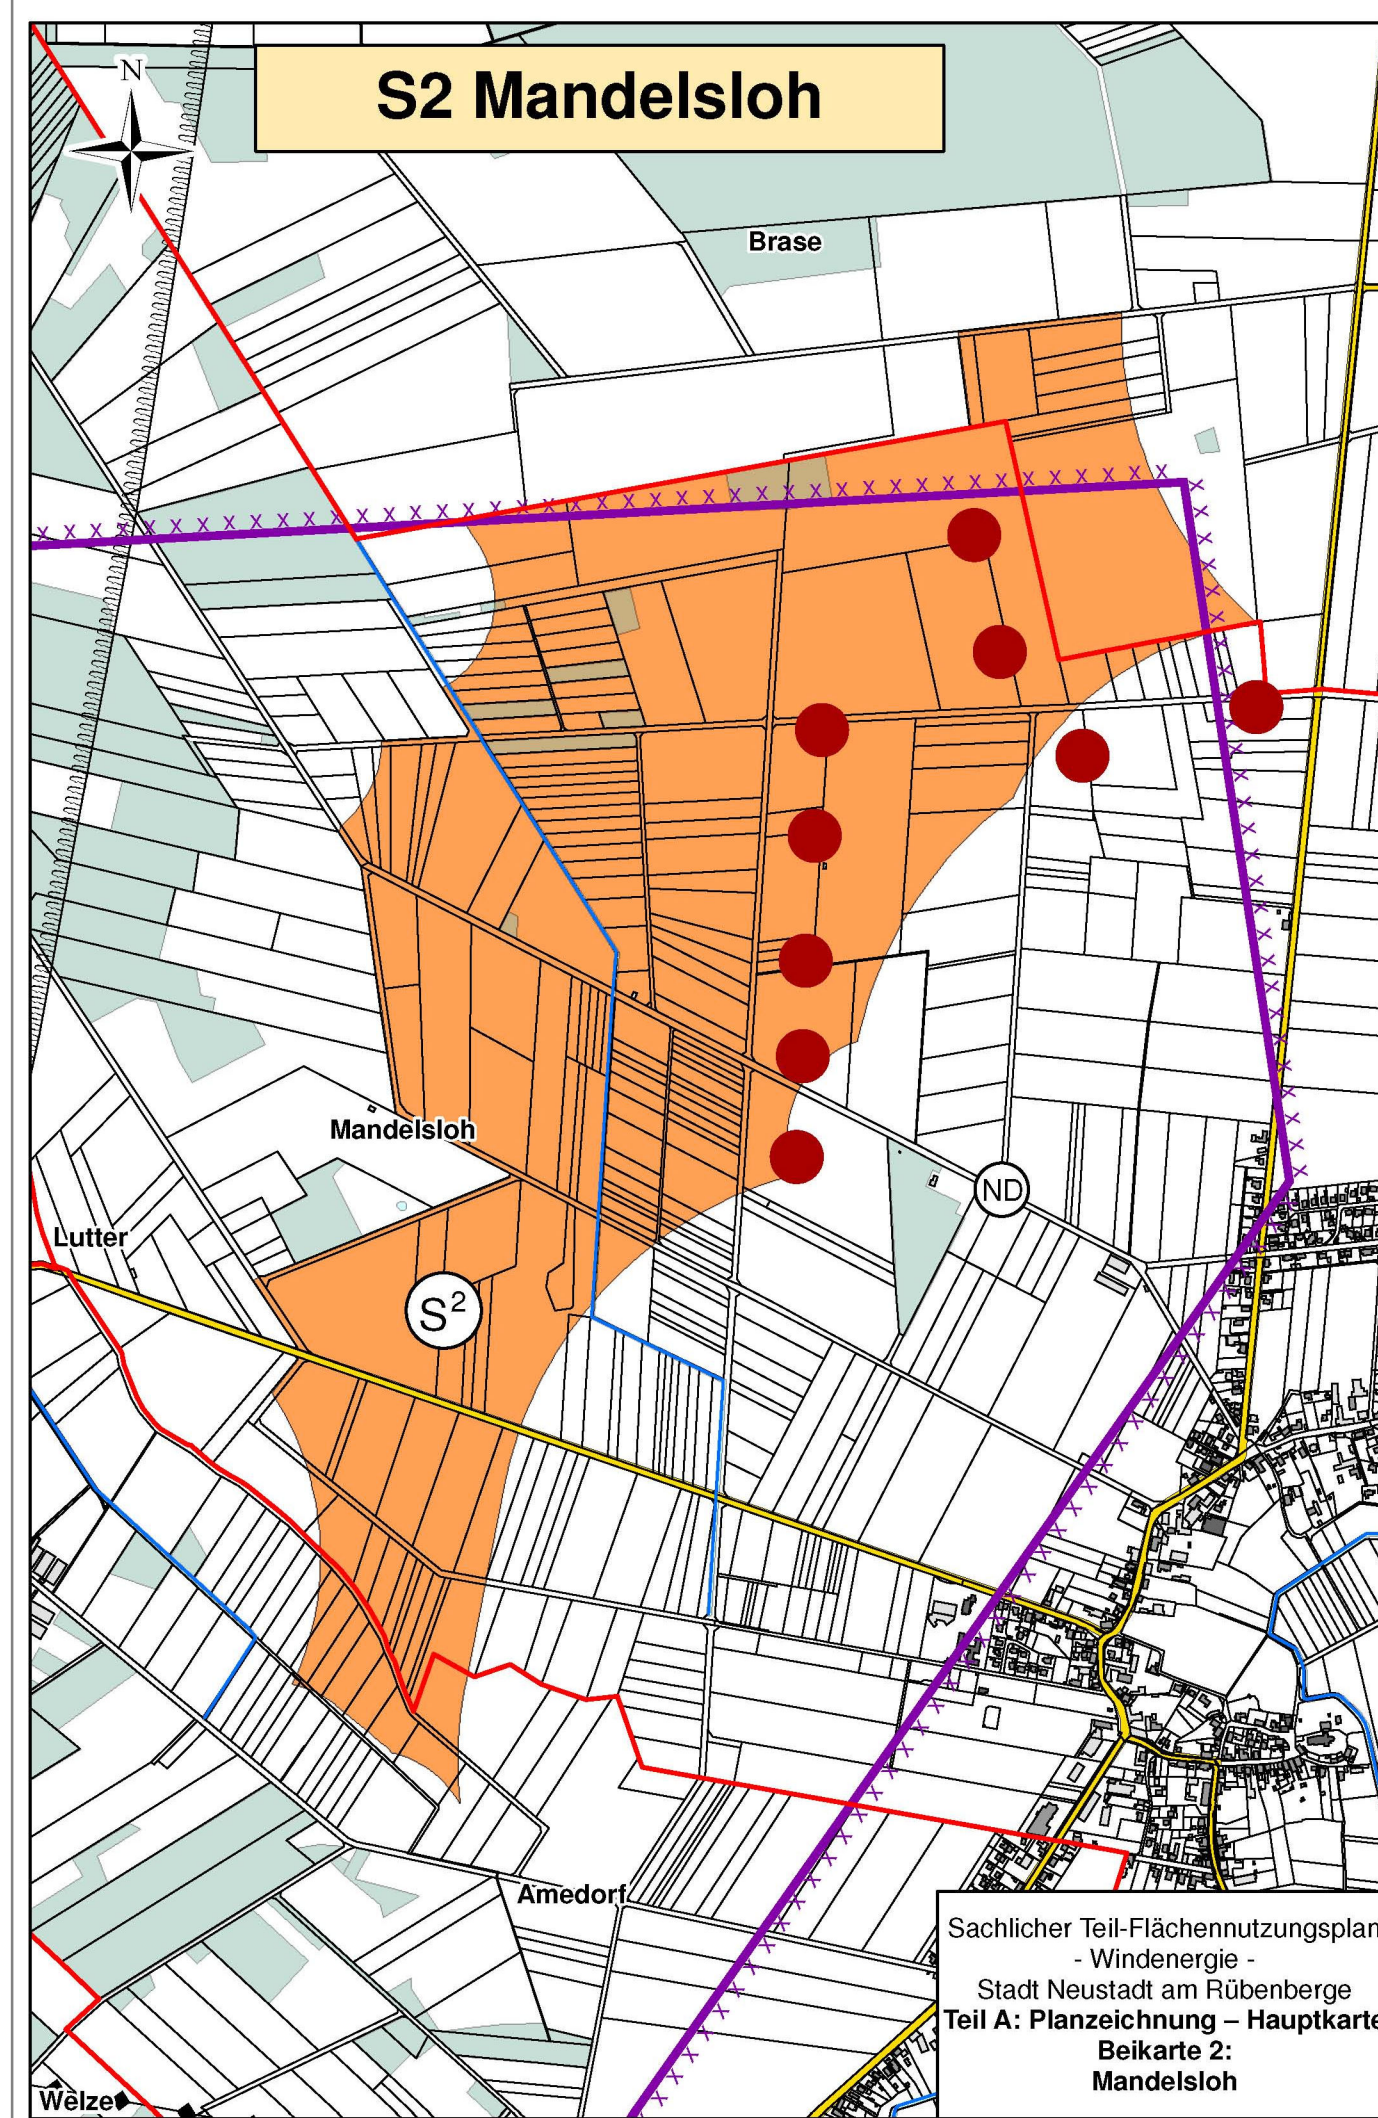 S2 Mandelsloh
N
Brase
Mandelsloh
ND
Lutter
S²
Amedorf
Sachlicher Teil-Flächennutzungsplan
- Windenergie -
Stadt Neustadt am Rübenberge
Teil A: Planzeichnung – Hauptkarte
Beikarte 2:
Mandelsloh
Welze